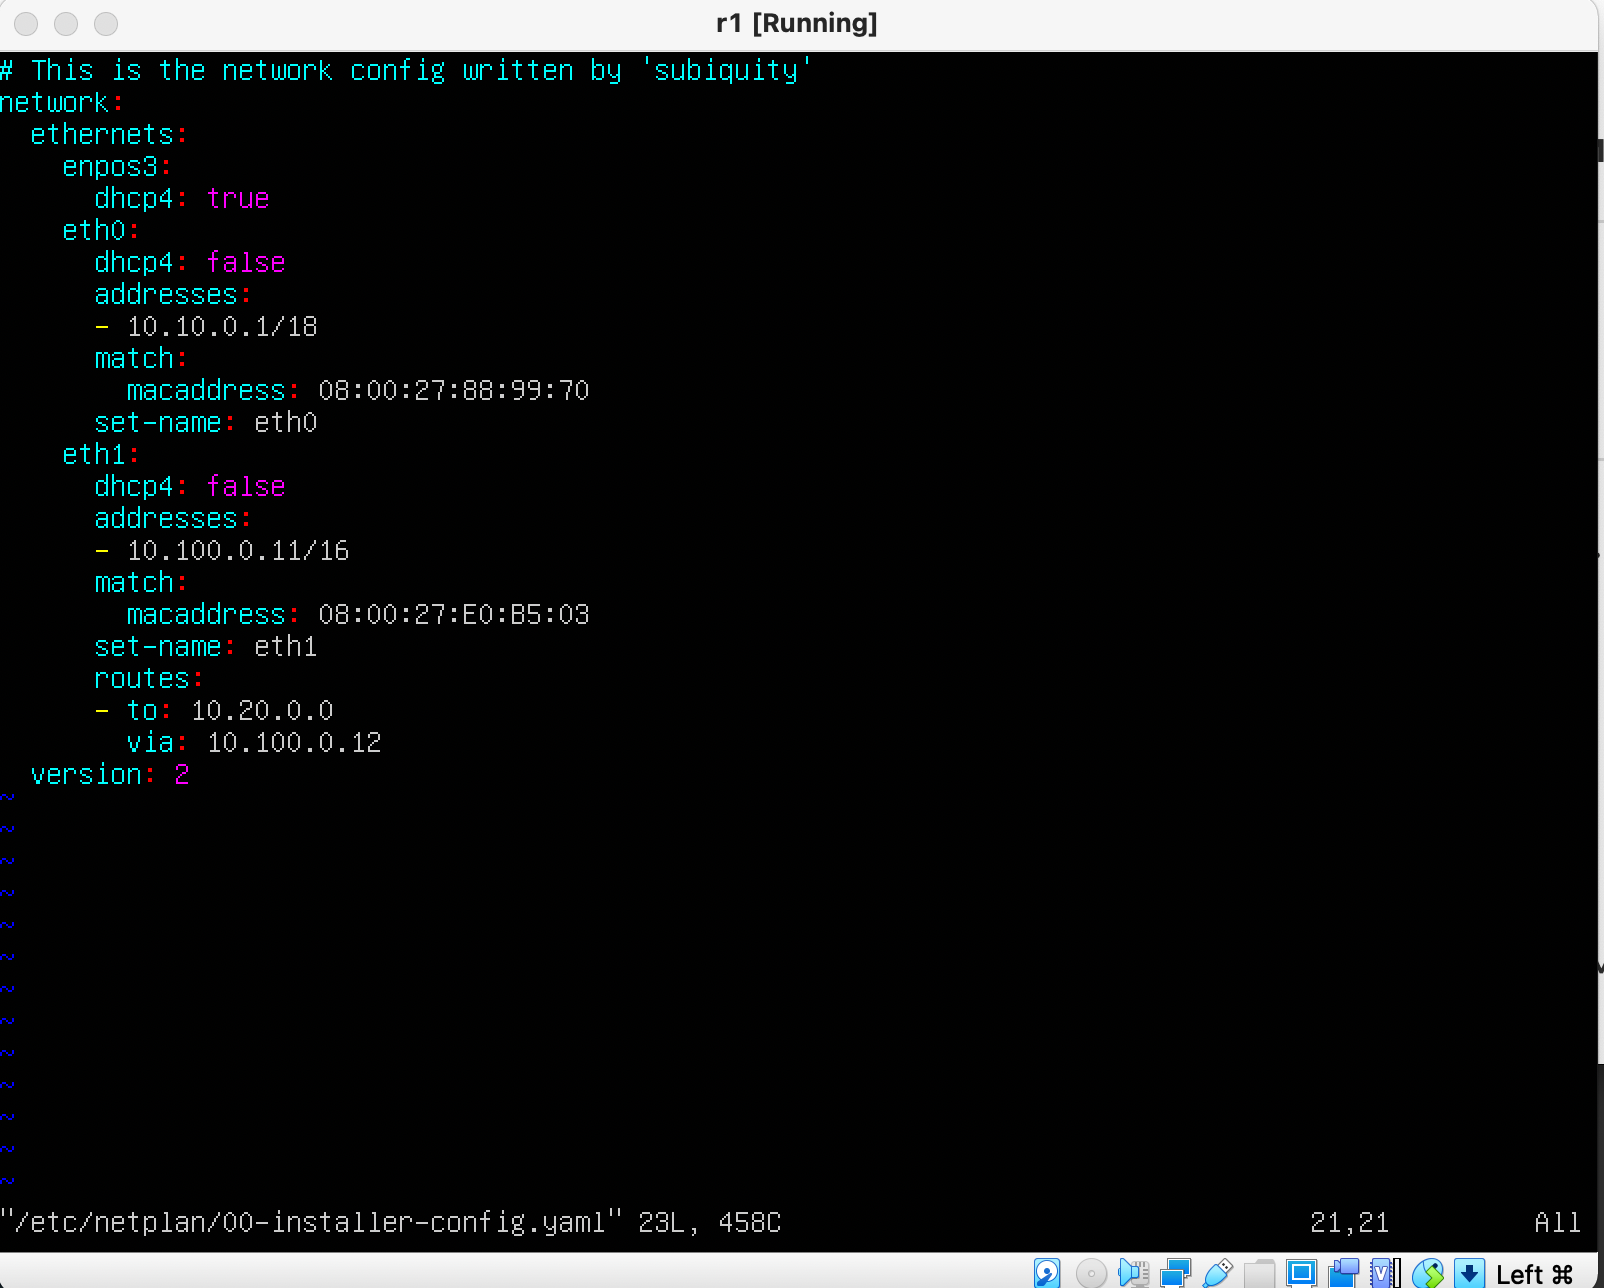 r1 [Running]
# This is the network config written by 'subiquity'
network:
  ethernets:
    enpos3:
      dhcp4: true
    eth0:
      dhcp4: false
      addresses:
      - 10.10.0.1/18
      match:
        macaddress: 08:00:27:88:99:70
      set-name: eth0
    eth1:
      dhcp4: false
      addresses:
      - 10.100.0.11/16
      match:
        macaddress: 08:00:27:E0:B5:03
      set-name: eth1
      routes:
      - to: 10.20.0.0
        via: 10.100.0.12
  version: 2
~
~
~
~
~
~
~
~
~
~
~
~
~
"/etc/netplan/00-installer-config.yaml" 23L, 458C 21,21 All
Left ⌘